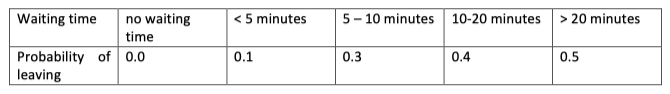 Waiting time no waiting time < 5 minutes 5 – 10 minutes 10-20 minutes > 20 minutes
Probability of leaving 0.0 0.1 0.3 0.4 0.5